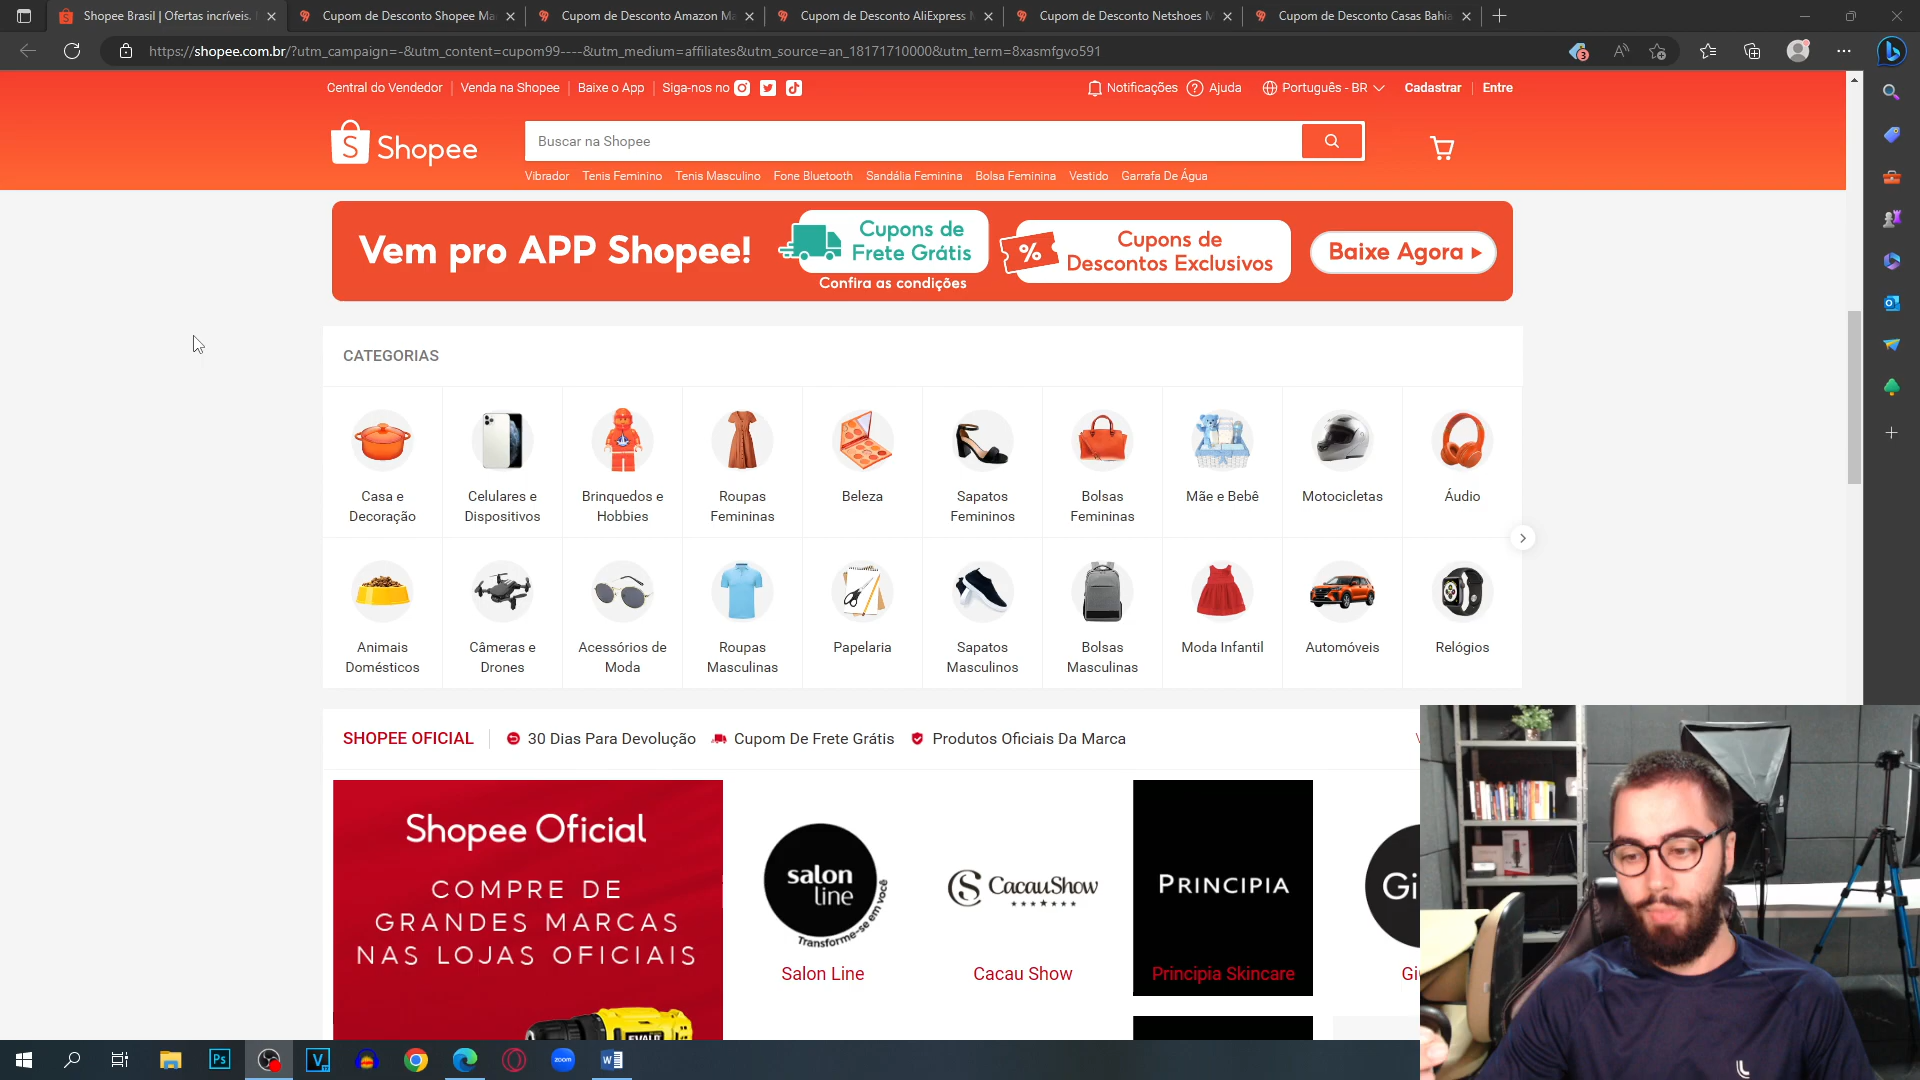 Shopee Brasil | Ofertas incríveis.
Cupom de Desconto Shopee Ma
Cupom de Desconto Amazon Ma
Cupom de Desconto AliExpress
Cupom de Desconto Netshoes M
Cupom de Desconto Casas Bahia
https://shopee.com.br/?utm_campaign=-&utm_content=cupom99----&utm_medium=affiliates&utm_source=an_18171710000&utm_term=8xasmfgvo591
3
Central do Vendedor
Venda na Shopee
Baixe o App
Siga-nos no
Notificações
Ajuda
Português - BR
Cadastrar
Entre
Shopee
Buscar na Shopee
Vibrador
Tenis Feminino
Tenis Masculino
Fone Bluetooth
Sandália Feminina
Bolsa Feminina
Vestido
Garrafa De Água
Vem pro APP Shopee!
Cupons de
Frete Grátis
Confira as condições
%
Cupons de
Descontos Exclusivos
Baixe Agora
CATEGORIAS
Casa e
Decoração
Celulares e
Dispositivos
Brinquedos e
Hobbies
Roupas
Femininas
Beleza
Sapatos
Femininos
Bolsas
Femininas
Mãe e Bebê
Motocicletas
Áudio
Animais
Domésticos
Câmeras e
Drones
Acessórios de
Moda
Roupas
Masculinas
Papelaria
Sapatos
Masculinos
Bolsas
Masculinas
Moda Infantil
Automóveis
Relógios
SHOPEE OFICIAL
30 Dias Para Devolução
Cupom De Frete Grátis
Produtos Oficiais Da Marca
Shopee Oficial
COMPRE DE
GRANDES MARCAS
NAS LOJAS OFICIAIS
salon
line
Transforme-se em você
Salon Line
CacauShow
Cacau Show
PRINCIPIA
Principia Skincare
Gi
Gi
Ps
V
zoom
W